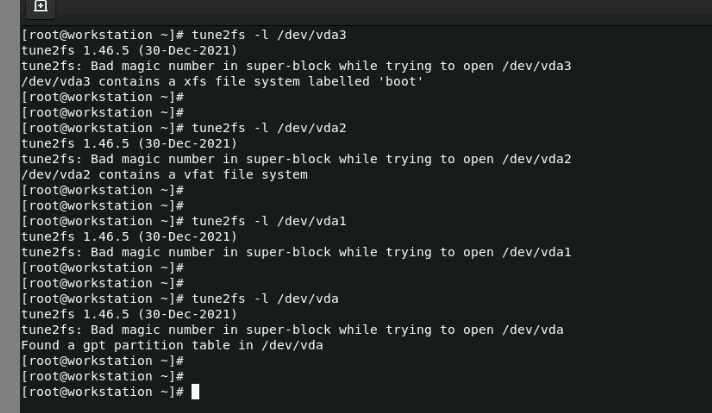 [root@workstation ~]# tune2fs -l /dev/vda3
tune2fs 1.46.5 (30-Dec-2021)
tune2fs: Bad magic number in super-block while trying to open /dev/vda3
/dev/vda3 contains a xfs file system labelled 'boot'
[root@workstation ~]#
[root@workstation ~]#
[root@workstation ~]# tune2fs -l /dev/vda2
tune2fs 1.46.5 (30-Dec-2021)
tune2fs: Bad magic number in super-block while trying to open /dev/vda2
/dev/vda2 contains a vfat file system
[root@workstation ~]#
[root@workstation ~]#
[root@workstation ~]# tune2fs -l /dev/vda1
tune2fs 1.46.5 (30-Dec-2021)
tune2fs: Bad magic number in super-block while trying to open /dev/vda1
[root@workstation ~]#
[root@workstation ~]#
[root@workstation ~]# tune2fs -l /dev/vda
tune2fs 1.46.5 (30-Dec-2021)
tune2fs: Bad magic number in super-block while trying to open /dev/vda
Found a gpt partition table in /dev/vda
[root@workstation ~]#
[root@workstation ~]#
[root@workstation ~]#